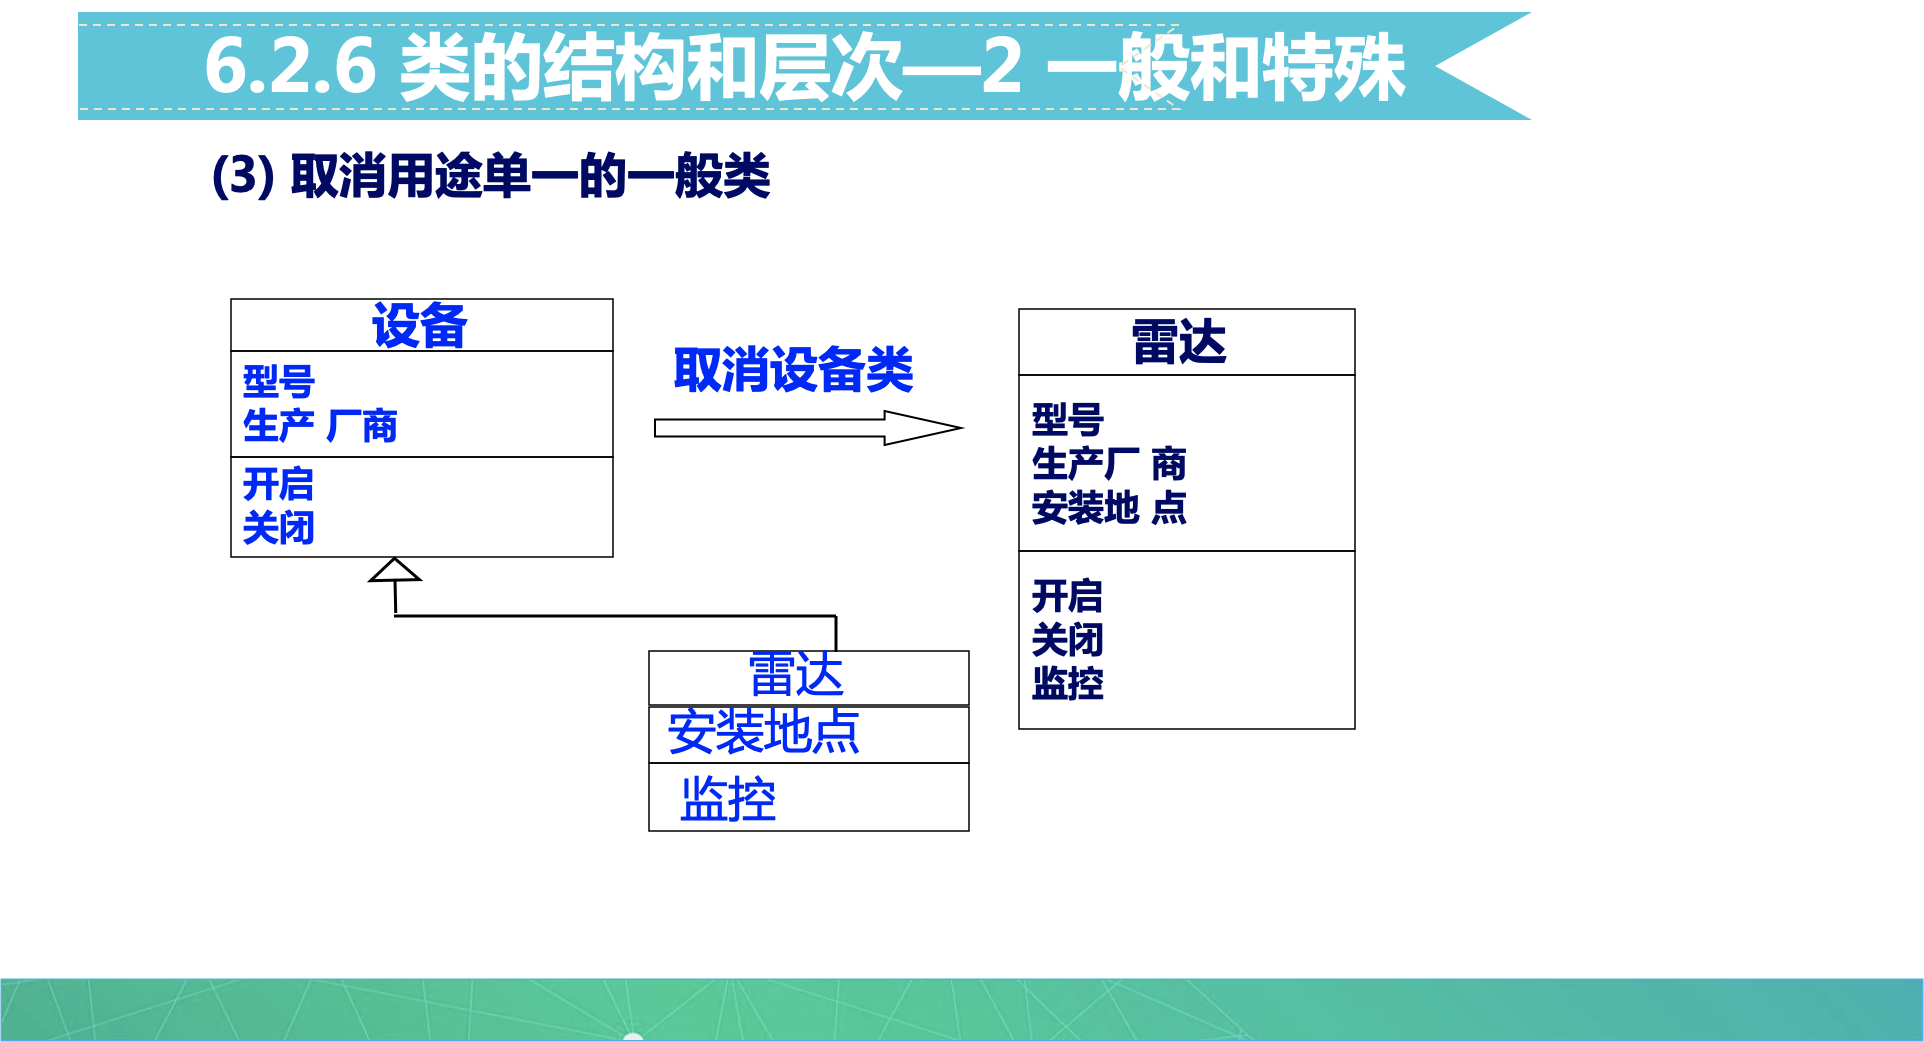 6.2.6 类的结构和层次—2 一般和特殊
(3) 取消用途单一的一般类
设备
型号
生产 厂商
开启
关闭
取消设备类
雷达
安装地点
监控
雷达
型号
生产厂 商
安装地 点
开启
关闭
监控